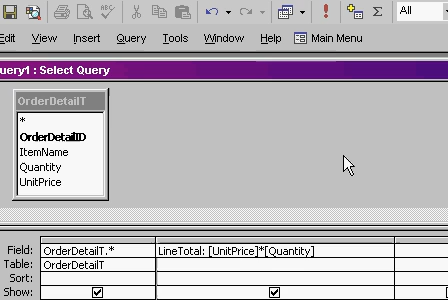 All
Edit View Insert Query Tools Window Help Main Menu
Query1 : Select Query
OrderDetailT
*
OrderDetailID
ItemName
Quantity
UnitPrice
Field: OrderDetailT.* LineTotal: [UnitPrice]*[Quantity]
Table: OrderDetailT
Sort:
Show: